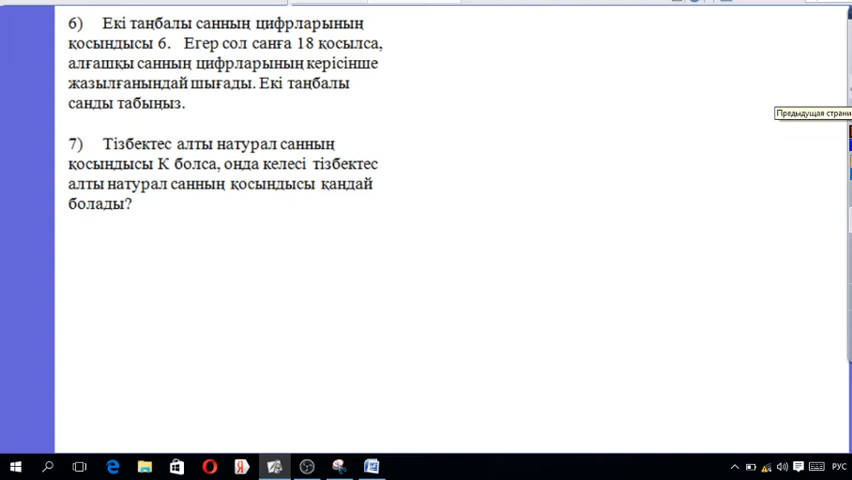 6) Екі таңбалы санның цифрларының
қосындысы 6. Егер сол санға 18 қосылса,
алғашқы санның цифрларының керісінше
жазылғанындай шығады. Екі таңбалы
санды табыңыз.
Предыдущая страни
7) Тізбектес алты натурал санның
қосындысы К болса, онда келесі тізбектес
алты натурал санның қосындысы қандай
болады?
РУС